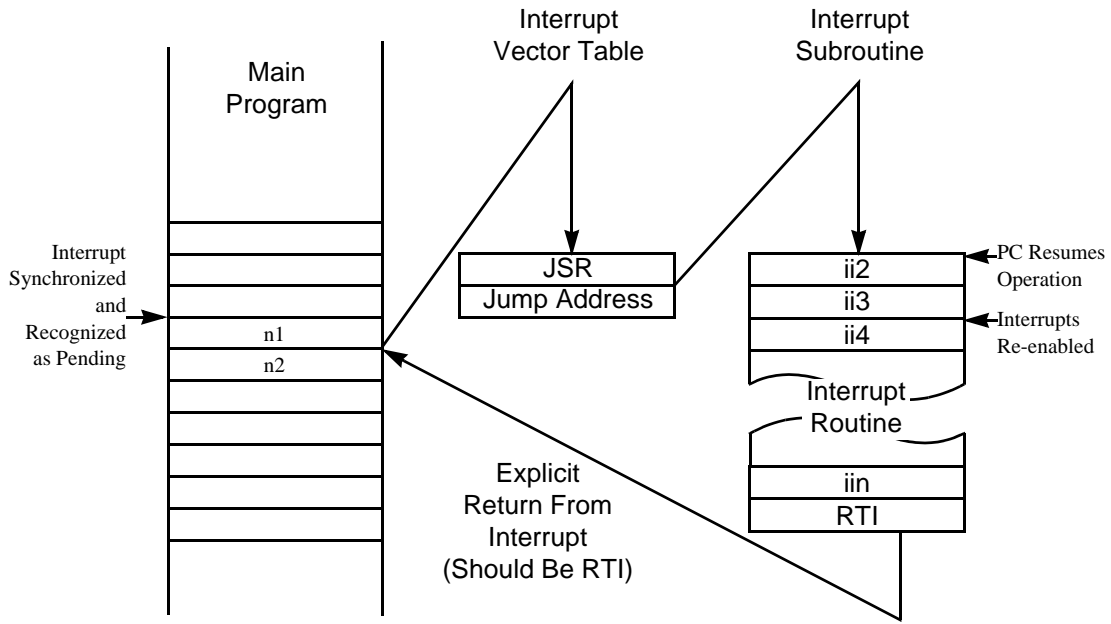 Interrupt
Vector Table
Interrupt
Subroutine
Main
Program
Interrupt
Synchronized
and
Recognized
as Pending
n1
n2
JSR
Jump Address
ii2
ii3
ii4
PC Resumes
Operation
Interrupts
Re-enabled
Interrupt
Routine
iin
RTI
Explicit
Return From
Interrupt
(Should Be RTI)